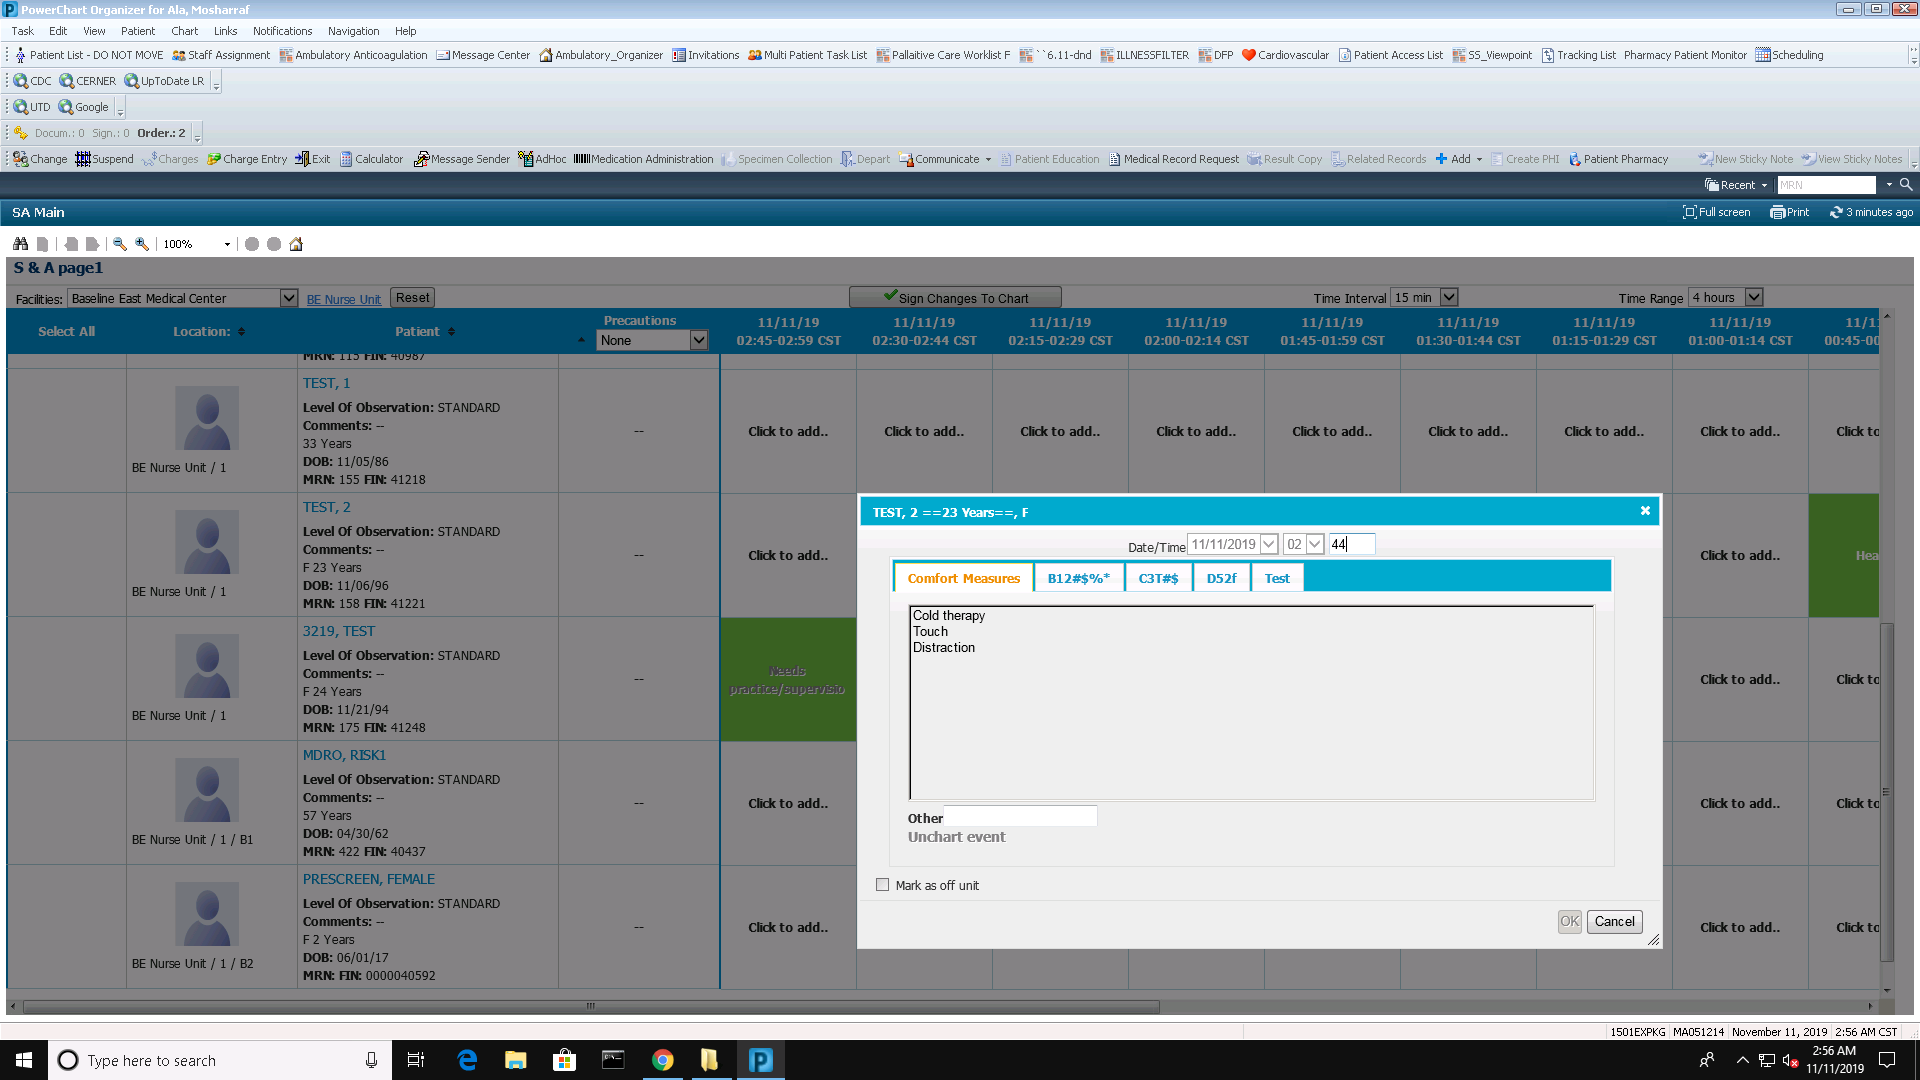 PowerChart Organizer for Ala, Mosharraf
Task Edit View Patient Chart Links Notifications Navigation Help
Patient List - DO NOT MOVE Staff Assignment Ambulatory Anticoagulation Message Center Ambulatory_Organizer Invitations Multi Patient Task List Pallaitive Care Worklist F ``6.11-dnd ILLNESSFILTER DFP Cardiovascular Patient Access List SS_Viewpoint Tracking List Pharmacy Patient Monitor Scheduling
CDC CERNER UpToDate LR
UTD Google
Docum.: 0 Sign.: 0 Order.: 2
Change Suspend Charges Charge Entry Exit Calculator Message Sender AdHoc Medication Administration Specimen Collection Depart Communicate Patient Education Medical Record Request Result Copy Related Records Add Create PHI Patient Pharmacy New Sticky Note View Sticky Notes
Recent MRN
SA Main Full screen Print 3 minutes ago
100%
S & A page1
Facilities: Baseline East Medical Center BE Nurse Unit Reset Sign Changes To Chart Time Interval 15 min Time Range 4 hours
Select All Location: Patient Precautions None
11/11/19 11/11/19 11/11/19 11/11/19 11/11/19 11/11/19 11/11/19 11/11/19 11/1
02:45-02:59 CST 02:30-02:44 CST 02:15-02:29 CST 02:00-02:14 CST 01:45-01:59 CST 01:30-01:44 CST 01:15-01:29 CST 01:00-01:14 CST 00:45-00
MRN: 115 FIN: 40987
TEST, 1
Level Of Observation: STANDARD
Comments: --
33 Years
DOB: 11/05/86
MRN: 155 FIN: 41218
BE Nurse Unit / 1
--
Click to add.. Click to add.. Click to add.. Click to add.. Click to add.. Click to add.. Click to add.. Click to add.. Click to
TEST, 2
Level Of Observation: STANDARD
Comments: --
F 23 Years
DOB: 11/06/96
MRN: 158 FIN: 41221
BE Nurse Unit / 1
--
Click to add.. Click to add.. Hea
3219, TEST
Level Of Observation: STANDARD
Comments: --
F 24 Years
DOB: 11/21/94
MRN: 175 FIN: 41248
BE Nurse Unit / 1
--
Needs
practice/supervisio
Click to add.. Click to
MDRO, RISK1
Level Of Observation: STANDARD
Comments: --
57 Years
DOB: 04/30/62
MRN: 422 FIN: 40437
BE Nurse Unit / 1 / B1
--
Click to add.. Click to add.. Click to
PRESCREEN, FEMALE
Level Of Observation: STANDARD
Comments: --
F 2 Years
DOB: 06/01/17
MRN: FIN: 0000040592
BE Nurse Unit / 1 / B2
--
Click to add.. Click to add.. Click to
TEST, 2 ==23 Years==, F
Date/Time 11/11/2019 02 44
Comfort Measures B12#$%* C3T#$ D52f Test
Cold therapy
Touch
Distraction
Other
Unchart event
Mark as off unit
OK Cancel
1501EXPKG MA051214 November 11, 2019 2:56 AM CST
Type here to search
2:56 AM
11/11/2019